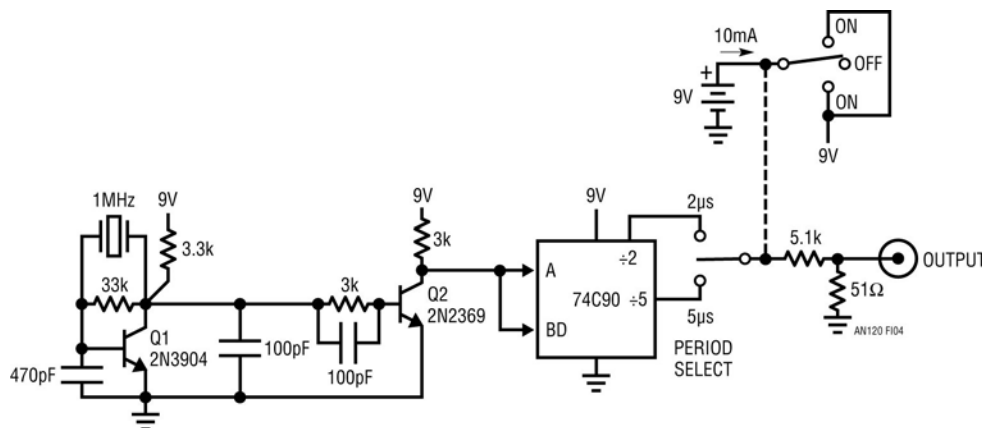 10mA
ON
OFF
ON
+
9V
9V
1MHz
9V
3.3k
33k
Q1
2N3904
470pF
100pF
3k
100pF
9V
3k
Q2
2N2369
9V
A
÷2
74C90
÷5
BD
2µs
5µs
PERIOD
SELECT
5.1k
OUTPUT
51Ω
AN120 FI04